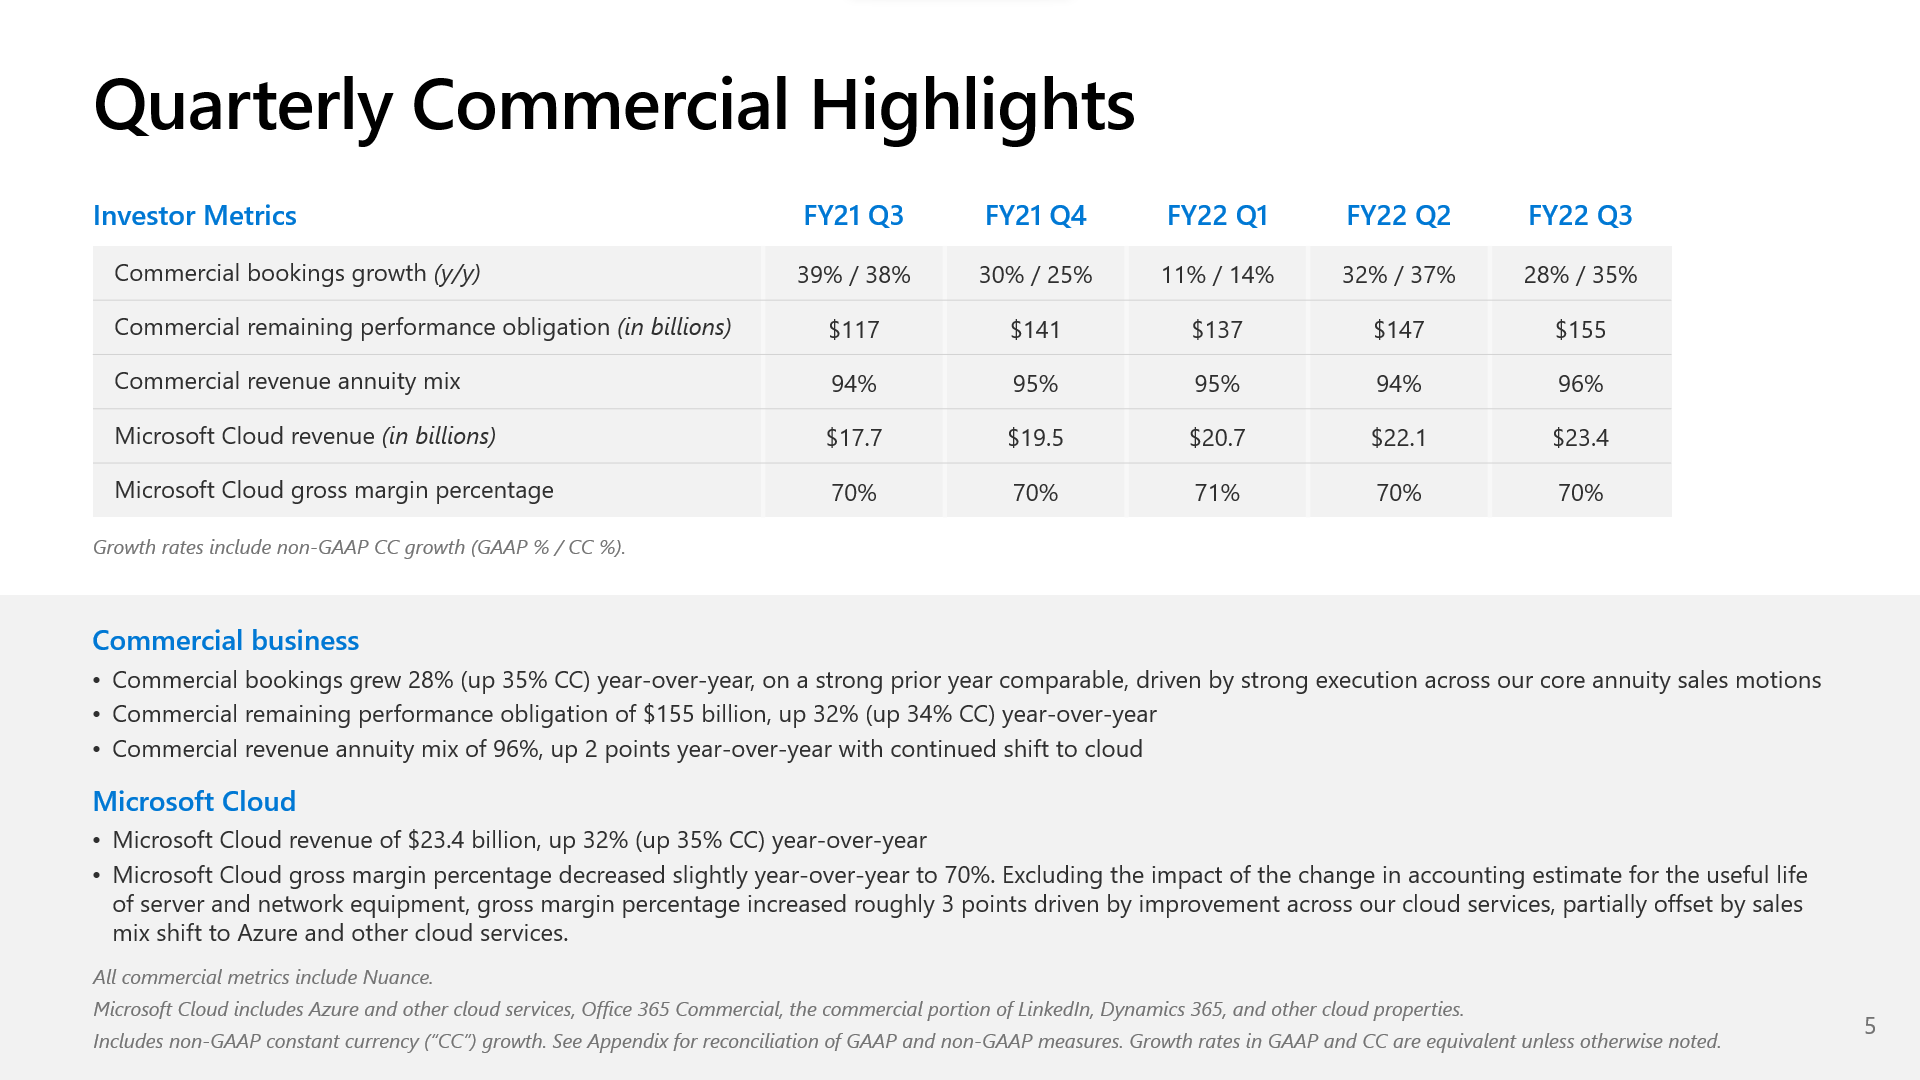 Quarterly Commercial Highlights
Investor Metrics FY21 Q3 FY21 Q4 FY22 Q1 FY22 Q2 FY22 Q3
Commercial bookings growth (y/y) 39% / 38% 30% / 25% 11% / 14% 32% / 37% 28% / 35%
Commercial remaining performance obligation (in billions) $117 $141 $137 $147 $155
Commercial revenue annuity mix 94% 95% 95% 94% 96%
Microsoft Cloud revenue (in billions) $17.7 $19.5 $20.7 $22.1 $23.4
Microsoft Cloud gross margin percentage 70% 70% 71% 70% 70%
Growth rates include non-GAAP CC growth (GAAP % / CC %).
Commercial business
• Commercial bookings grew 28% (up 35% CC) year-over-year, on a strong prior year comparable, driven by strong execution across our core annuity sales motions
• Commercial remaining performance obligation of $155 billion, up 32% (up 34% CC) year-over-year
• Commercial revenue annuity mix of 96%, up 2 points year-over-year with continued shift to cloud
Microsoft Cloud
• Microsoft Cloud revenue of $23.4 billion, up 32% (up 35% CC) year-over-year
• Microsoft Cloud gross margin percentage decreased slightly year-over-year to 70%. Excluding the impact of the change in accounting estimate for the useful life
of server and network equipment, gross margin percentage increased roughly 3 points driven by improvement across our cloud services, partially offset by sales
mix shift to Azure and other cloud services.
All commercial metrics include Nuance.
Microsoft Cloud includes Azure and other cloud services, Office 365 Commercial, the commercial portion of LinkedIn, Dynamics 365, and other cloud properties.
Includes non-GAAP constant currency (“CC”) growth. See Appendix for reconciliation of GAAP and non-GAAP measures. Growth rates in GAAP and CC are equivalent unless otherwise noted.
5